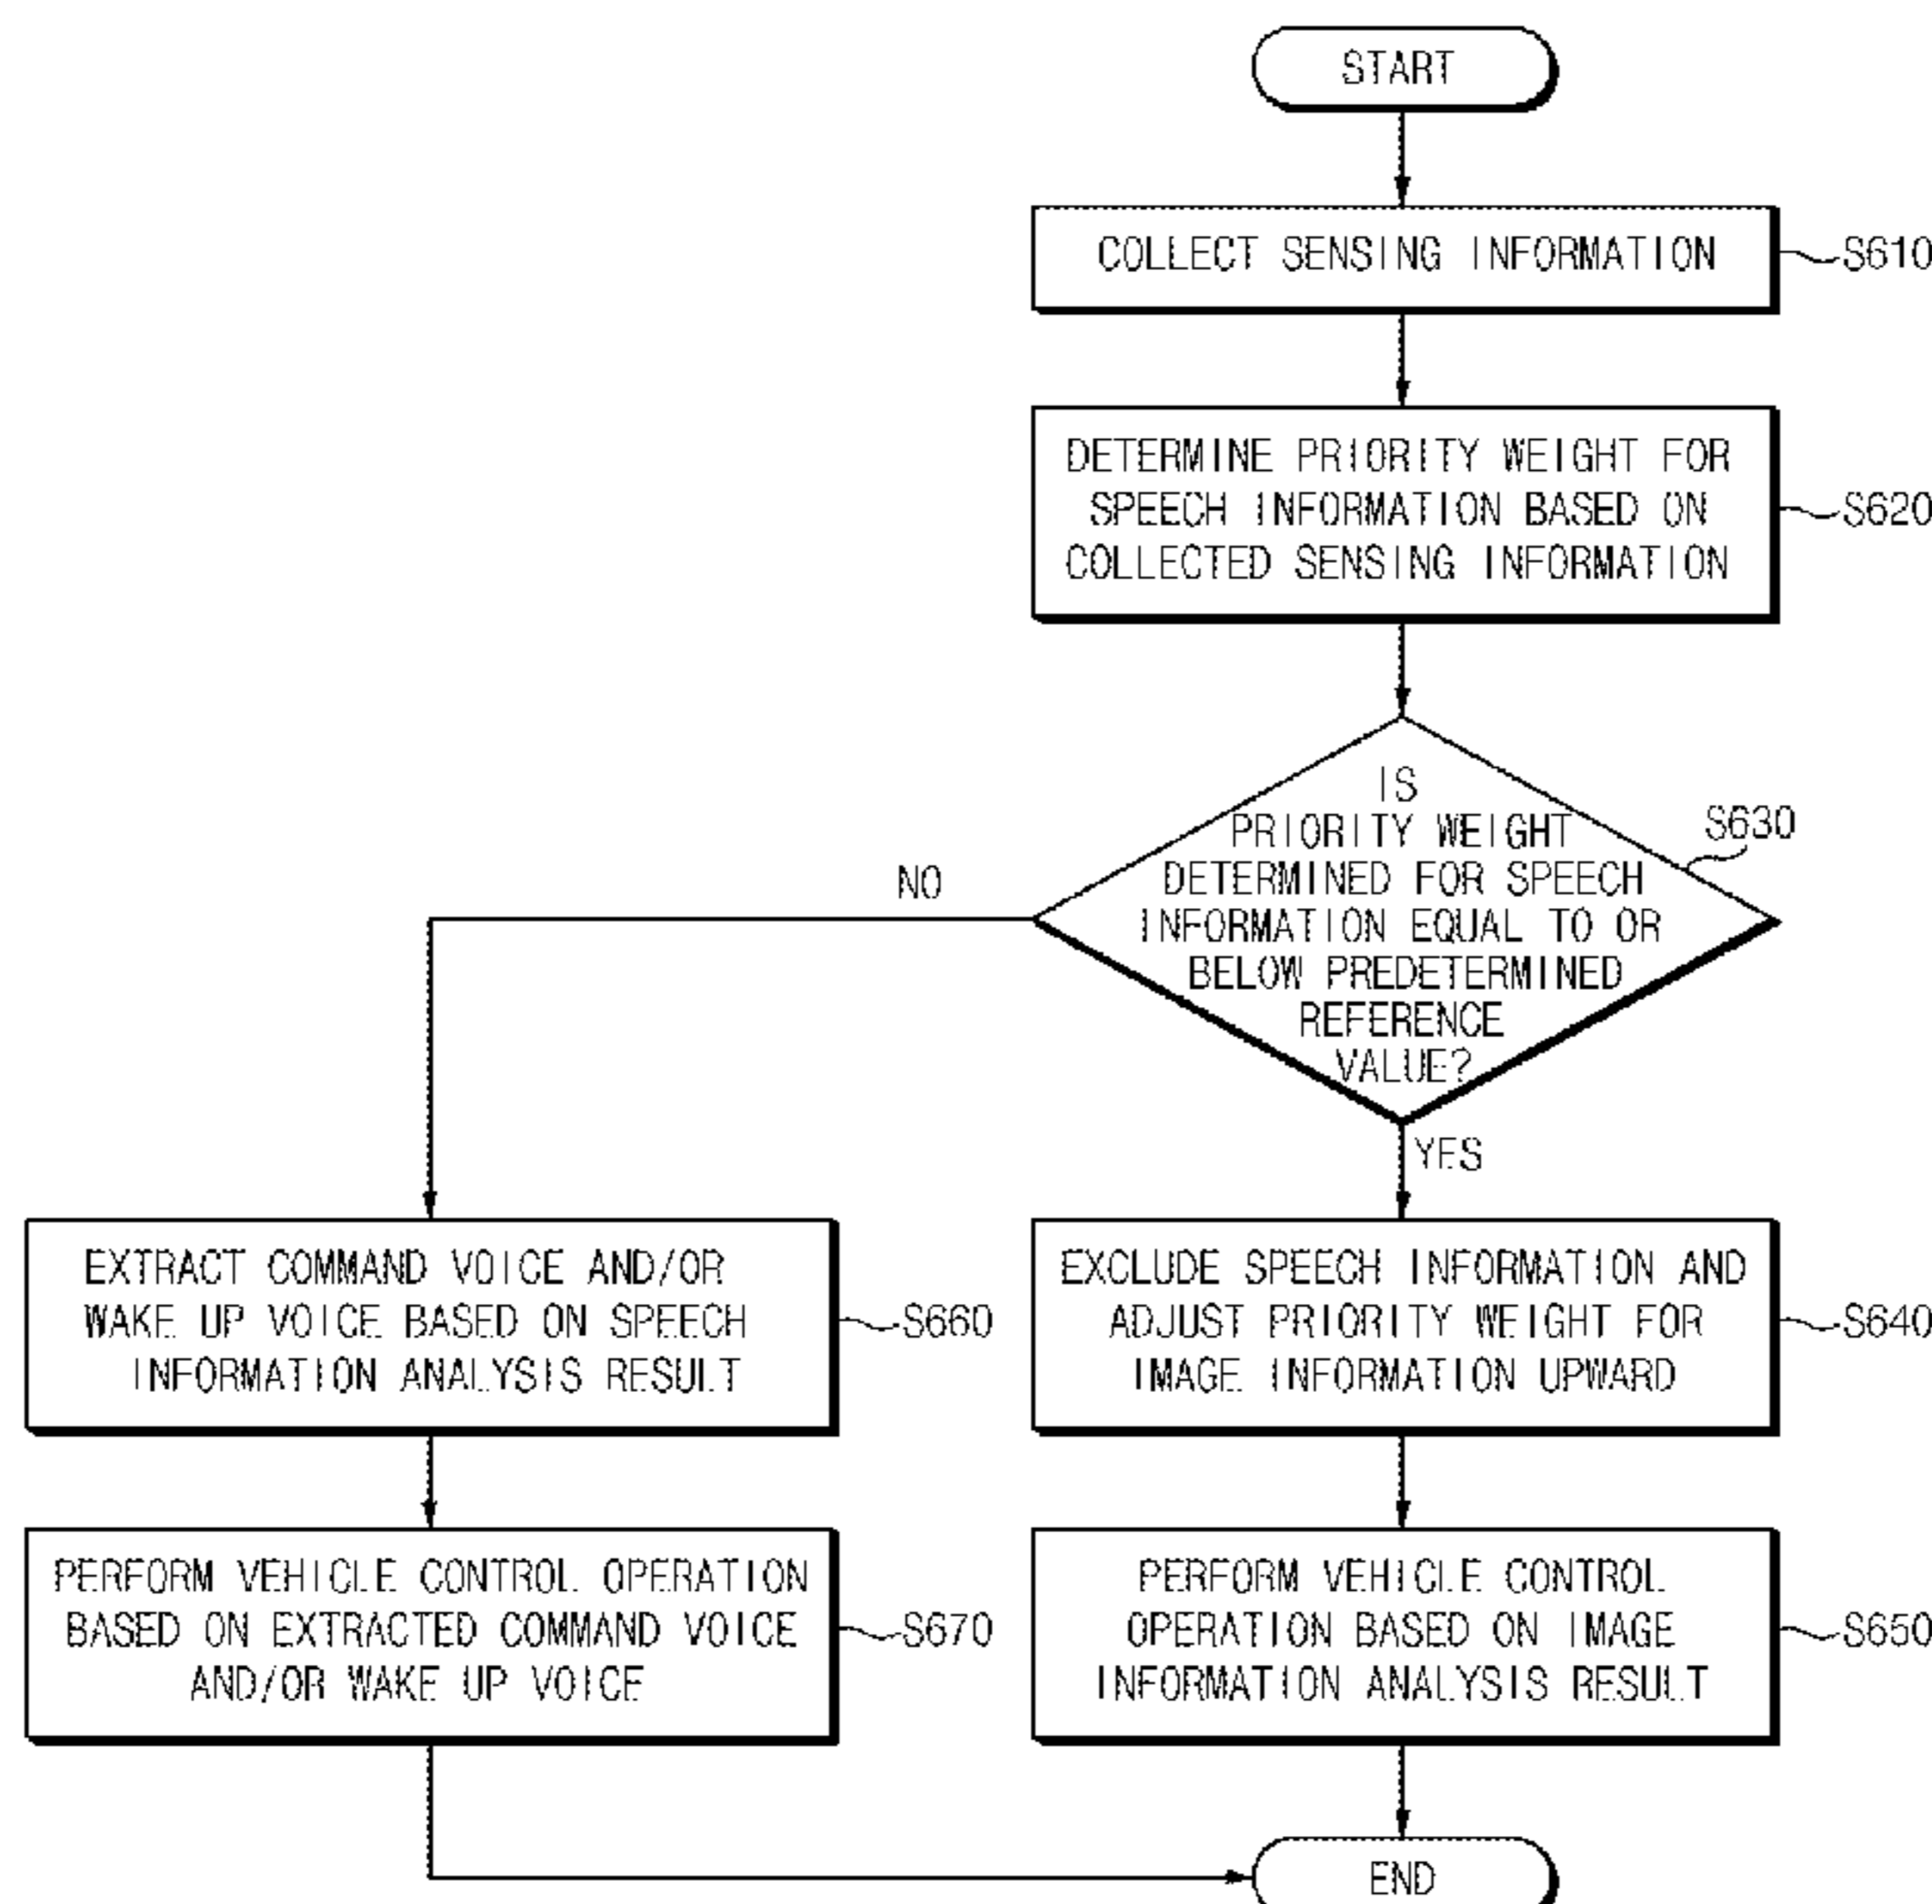 START
COLLECT SENSING INFORMATION
S610
DETERMINE PRIORITY WEIGHT FOR
SPEECH INFORMATION BASED ON
COLLECTED SENSING INFORMATION
S620
IS
PRIORITY WEIGHT
DETERMINED FOR SPEECH
INFORMATION EQUAL TO OR
BELOW PREDETERMINED
REFERENCE
VALUE?
S630
NO
YES
EXTRACT COMMAND VOICE AND/OR
WAKE UP VOICE BASED ON SPEECH
INFORMATION ANALYSIS RESULT
S660
EXCLUDE SPEECH INFORMATION AND
ADJUST PRIORITY WEIGHT FOR
IMAGE INFORMATION UPWARD
S640
PERFORM VEHICLE CONTROL OPERATION
BASED ON EXTRACTED COMMAND VOICE
AND/OR WAKE UP VOICE
S670
PERFORM VEHICLE CONTROL
OPERATION BASED ON IMAGE
INFORMATION ANALYSIS RESULT
S650
END